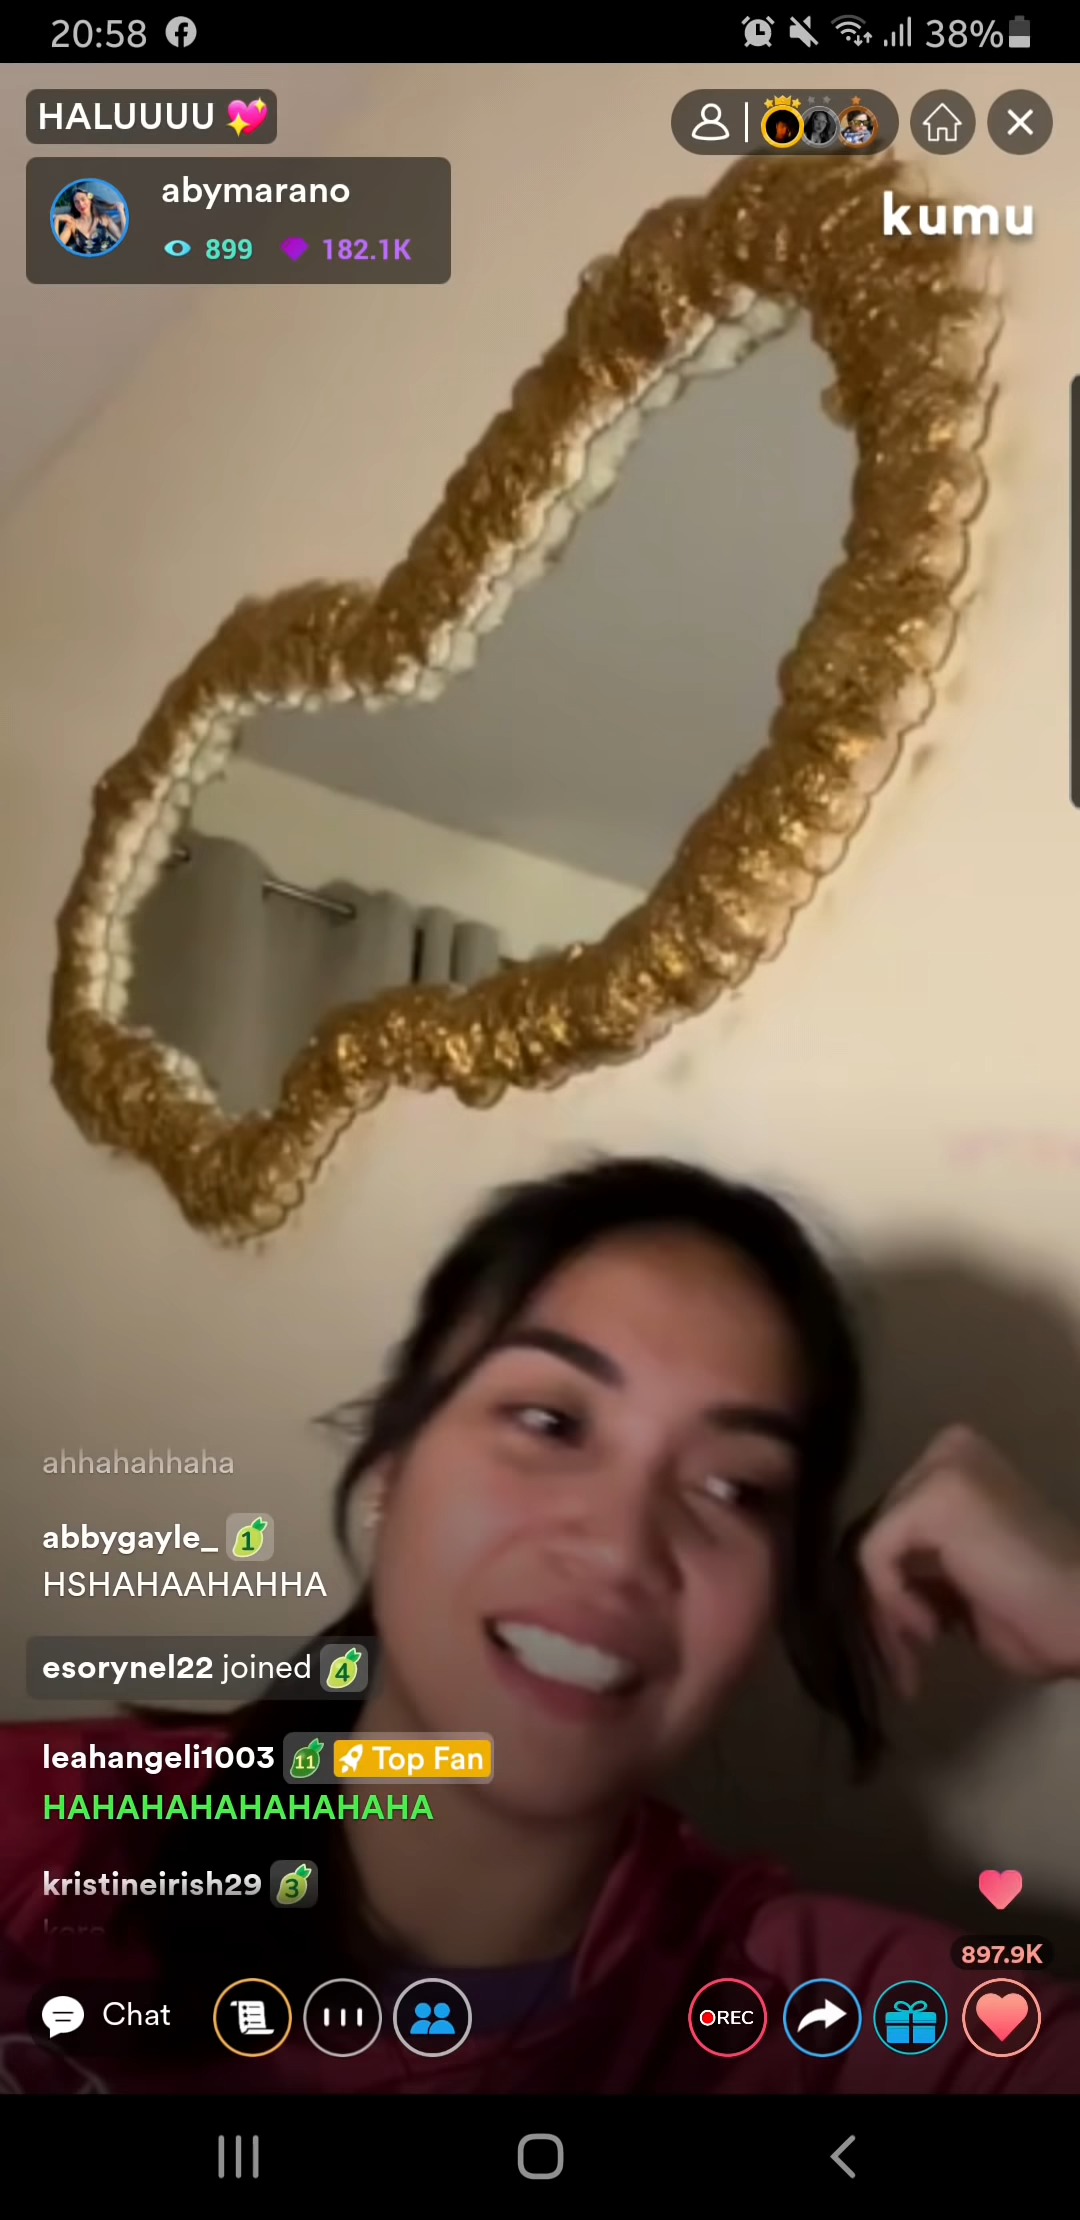 20:58
38%
HALUUUU 💖
abymarano
899 182.1K
kumu
ahhahahhaha
abbygayle_ 1
HSHAHAAHAHHA
esorynel22 joined 4
leahangeli1003 11 Top Fan
HAHAHAHAHAHAHAHA
kristineirish29 3
897.9K
Chat
REC